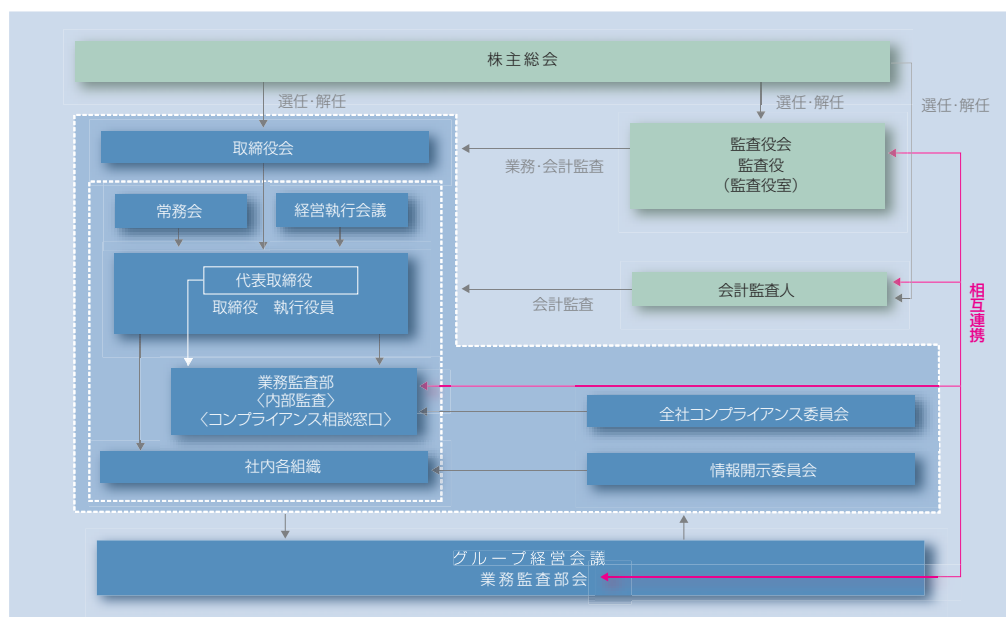 株主総会
選任・解任
選任・解任
選任・解任
取締役会
監査役会
監査役
（監査役室）
業務・会計監査
常務会
経営執行会議
代表取締役
取締役　執行役員
会計監査人
会計監査
相互連携
業務監査部
〈内部監査〉
〈コンプライアンス相談窓口〉
全社コンプライアンス委員会
社内各組織
情報開示委員会
グループ経営会議
業務監査部会